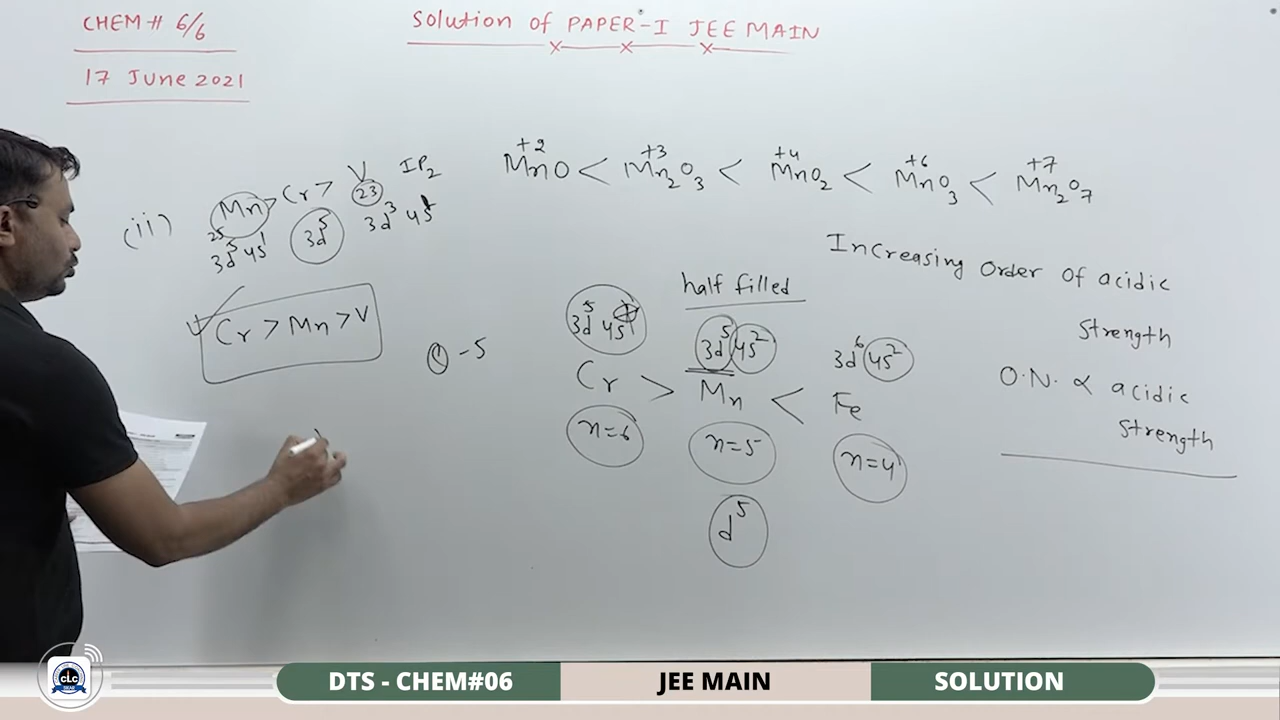 CHEM # 6/6
17 June 2021
Solution of PAPER-I JEE MAIN
+2 +3 +4 +6 +7
MnO < Mn₂O₃ < MnO₂ < MnO₃ < Mn₂O₇
Increasing order of acidic
strength
O.N. ∝ acidic
strength
(ii) Mn > Cr > V IP₂
25 23
3d⁵ 4s¹ 3d⁵ 3d³ 4s
Cr > Mn > V
Q-5
half filled
3d⁵ 4s¹ 3d⁵ 4s² 3d⁶ 4s²
Cr > Mn < Fe
n=6 n=5 n=4
d⁵
CLC
SIKAR
DTS - CHEM#06
JEE MAIN
SOLUTION